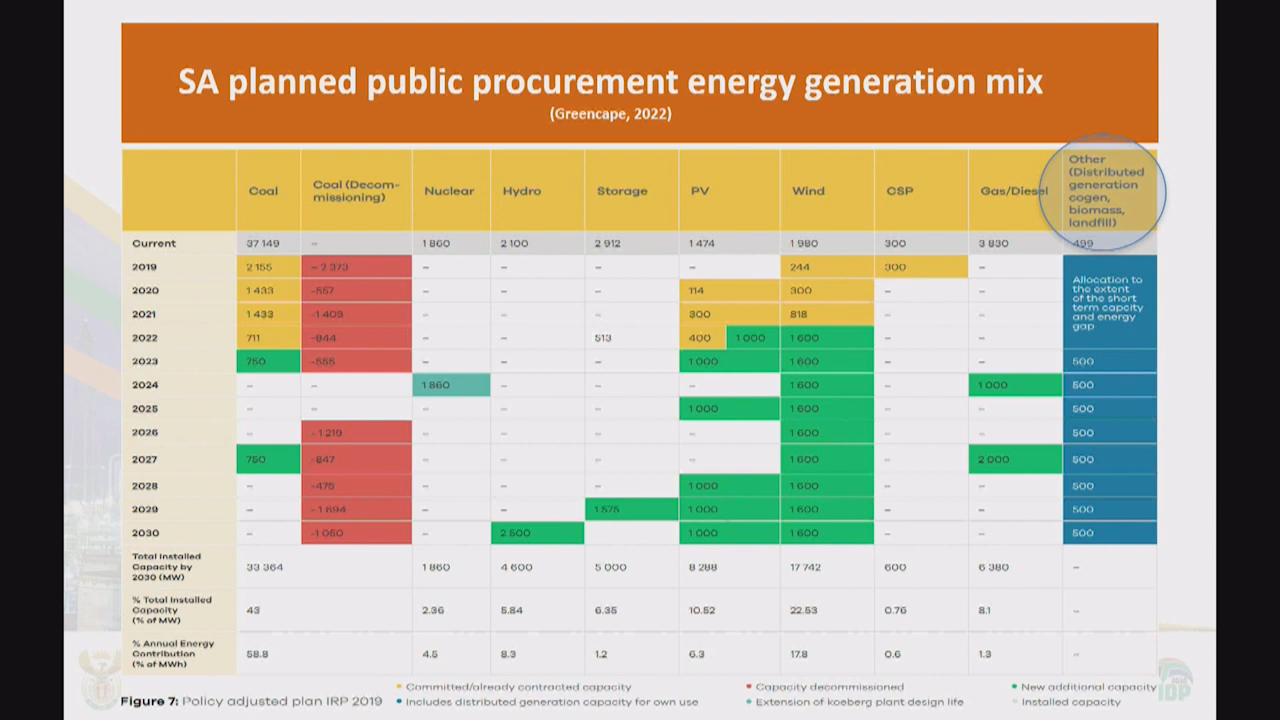 SA planned public procurement energy generation mix
(Greencape, 2022)
Coal Coal (Decom-missioning) Nuclear Hydro Storage PV Wind CSP Gas/Diesel Other (Distributed generation cogen, biomass, landfill)
Current 37 149 – 1 860 2 100 2 912 1 474 1 980 300 3 830 499
2019 2 155 – 2 373 – – – – 244 300 – Allocation to the extent of the short term capcity and energy gap
2020 1 433 -557 – – – 114 300 – –
2021 1 433 -1 403 – – – 300 818 – –
2022 711 -844 – – 513 400 1 000 1 600 – –
2023 750 -555 – – – 1 000 1 600 – – 500
2024 – – 1 860 – – – 1 600 – 1 000 500
2025 – – – – – 1 000 1 600 – – 500
2026 – -1 219 – – – – 1 600 – – 500
2027 750 -847 – – – – 1 600 – 2 000 500
2028 – -475 – – – 1 000 1 600 – – 500
2029 – -1 694 – – 1 575 1 000 1 600 – – 500
2030 – -1 050 – 2 500 1 000 1 600 – – 500
Total Installed Capacity by 2030 (MW) 33 364 1 860 4 600 5 000 8 288 17 742 600 6 380 –
% Total Installed Capacity (% of MW) 43 2.36 5.84 6.35 10.52 22.53 0.76 8.1 –
% Annual Energy Contribution (% of MWh) 58.8 4.5 8.3 1.2 6.3 17.8 0.6 1.3 –
Committed/already contracted capacity Capacity decommissioned New additional capacity
Figure 7: Policy adjusted plan IRP 2019 Includes distributed generation capacity for own use Extension of koeberg plant design life Installed capacity
IDP